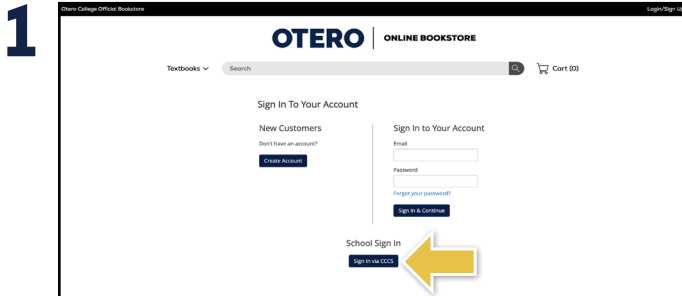 1
Otero College Official Bookstore
Login/Sign Up
OTERO ONLINE BOOKSTORE
Textbooks
Search
Cart (0)
Sign In To Your Account
New Customers
Don't have an account?
Create Account
Sign In to Your Account
Email
Password
Forgot your password?
Sign In & Continue
School Sign In
Sign In via CCCS